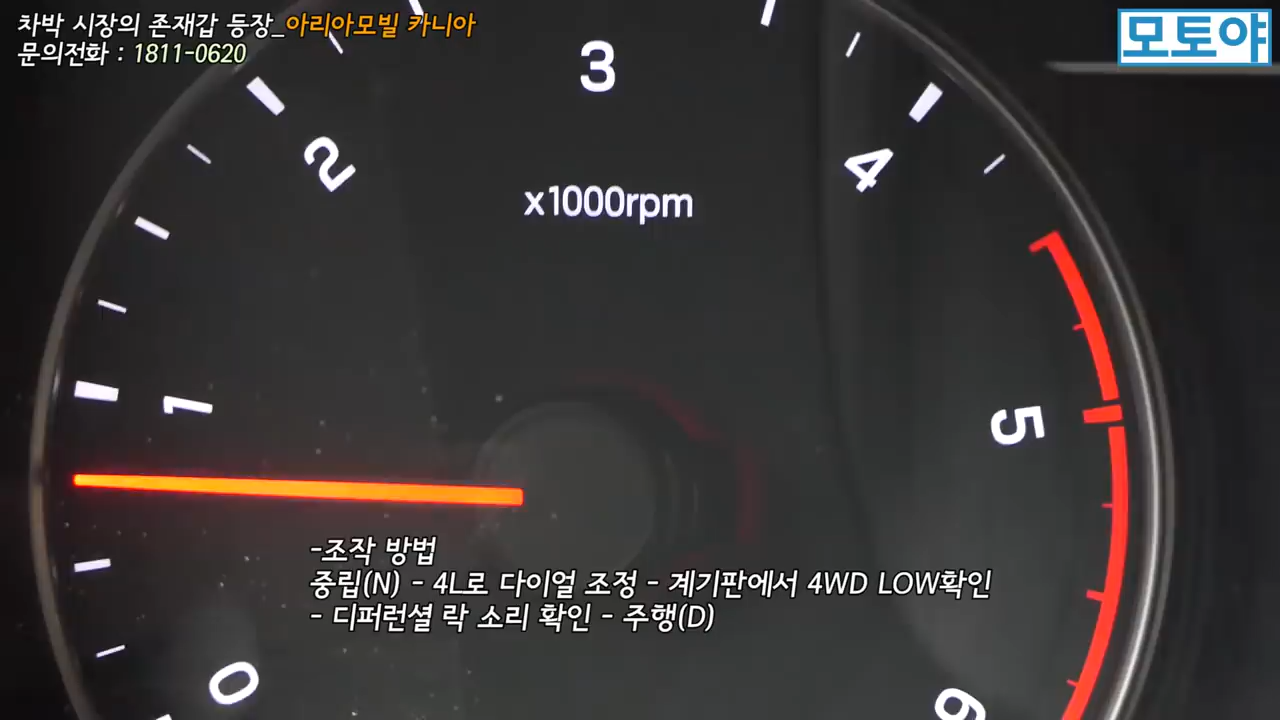 차박 시장의 존재갑 등장_아리아모빌 카니아
문의전화 : 1811-0620
모토야
3
2
4
x1000rpm
1
5
-조작 방법
중립(N) - 4L로 다이얼 조정 - 계기판에서 4WD LOW확인
- 디퍼런셜 락 소리 확인 - 주행(D)
0
6